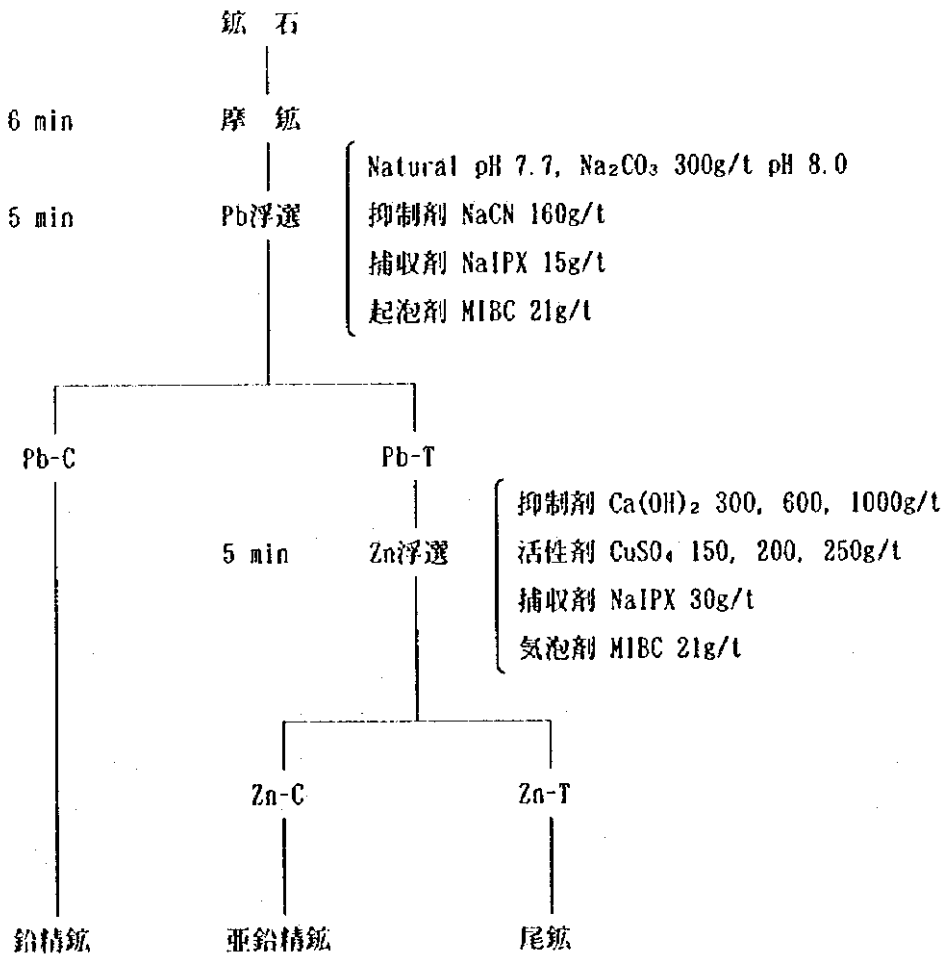 鉱 石
6 min 摩 鉱
Natural pH 7.7, Na₂CO₃ 300g/t pH 8.0
5 min Pb浮選
抑制剤 NaCN 160g/t
捕収剤 NaIPX 15g/t
起泡剤 MIBC 21g/t
Pb-C Pb-T
抑制剤 Ca(OH)₂ 300, 600, 1000g/t
5 min Zn浮選
活性剤 CuSO₄ 150, 200, 250g/t
捕収剤 NaIPX 30g/t
気泡剤 MIBC 21g/t
Zn-C Zn-T
鉛精鉱 亜鉛精鉱 尾鉱